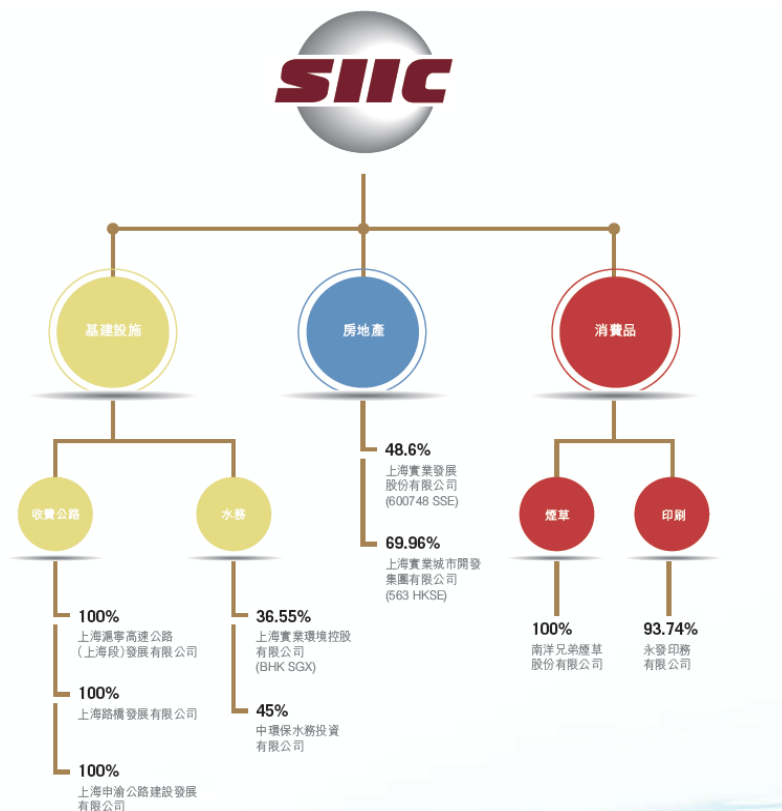 SIIC
基建設施
房地產
消費品
收費公路
水務
煙草
印刷
100%
上海滬寧高速公路
(上海段)發展有限公司
100%
上海路橋發展有限公司
100%
上海申渝公路建設發展
有限公司
36.55%
上海實業環境控股
有限公司
(BHK SGX)
45%
中環保水務投資
有限公司
48.6%
上海實業發展
股份有限公司
(600748 SSE)
69.96%
上海實業城市開發
集團有限公司
(563 HKSE)
100%
南洋兄弟煙草
股份有限公司
93.74%
永發印務
有限公司